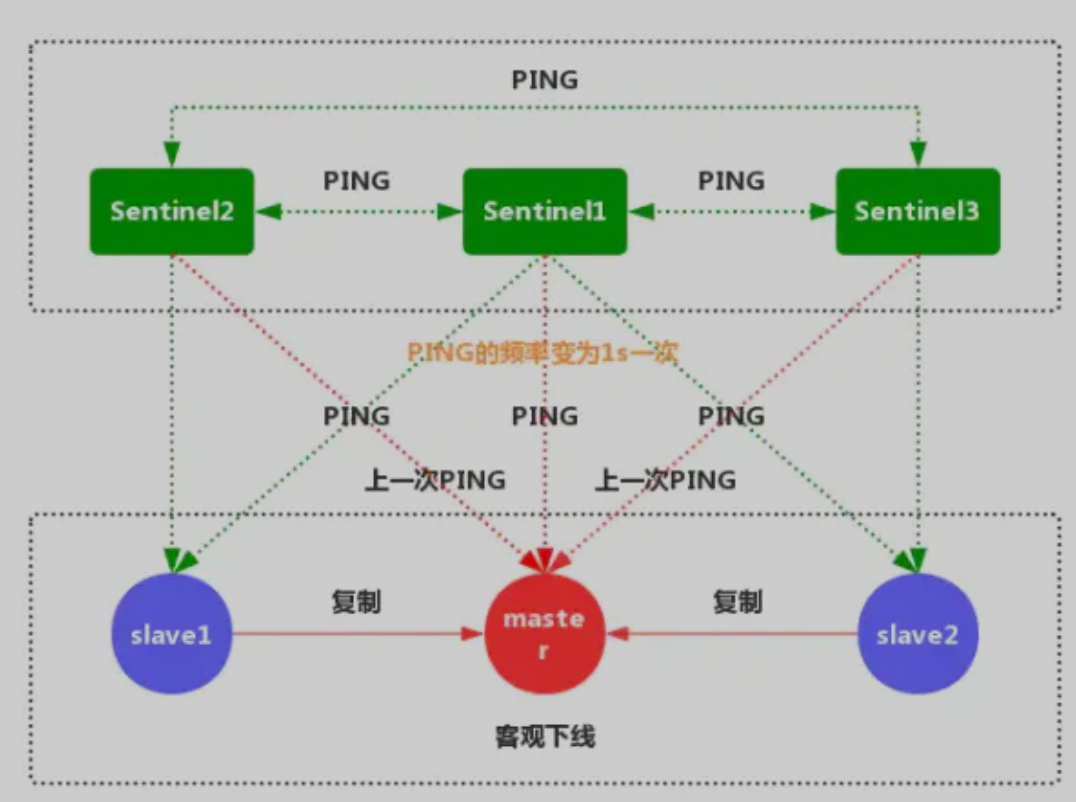 PING
PING
PING
Sentinel2
Sentinel1
Sentinel3
PING的频率变为1s一次
PING
PING
PING
上一次PING
上一次PING
复制
复制
slave1
maste
r
slave2
客观下线